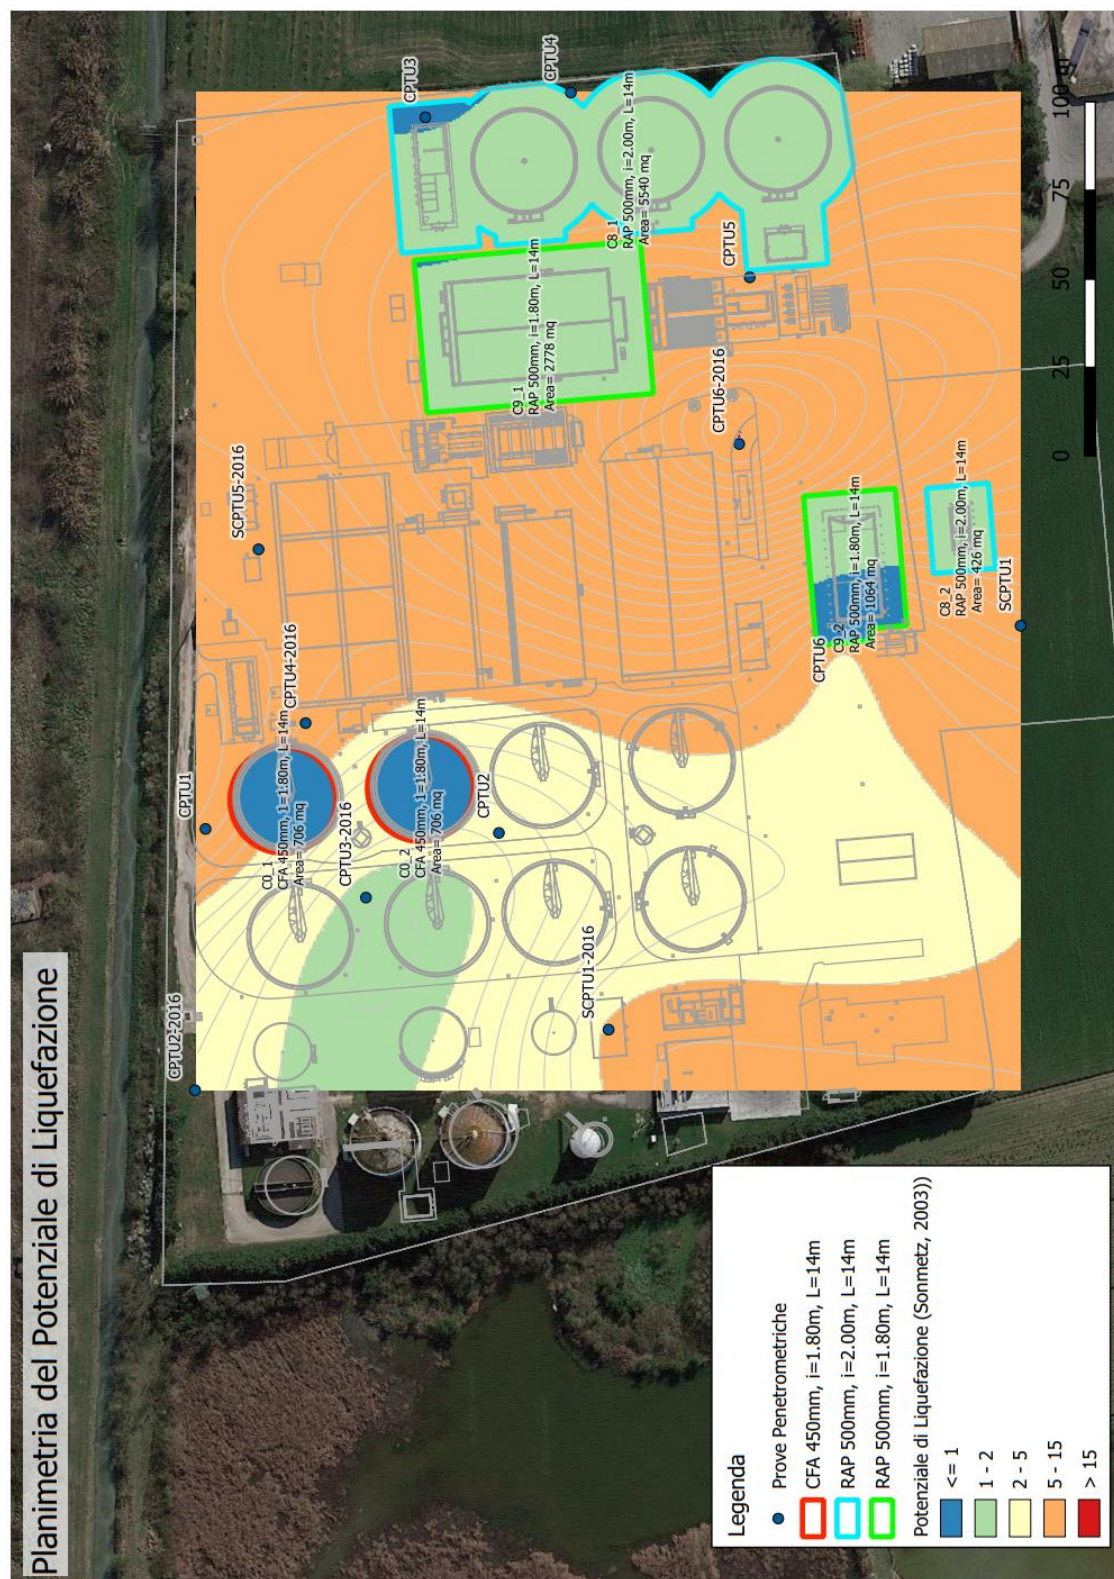 Planimetria del Potenziale di Liquefazione
CPTU2-2016
CPTU1
C0_1
CFA 450mm, i=1.80m, L=14m
Area= 706 mq
CPTU4-2016
SCPTU5-2016
CPTU3-2016
C0_2
CFA 450mm, i=1.80m, L=14m
Area= 706 mq
CPTU2
SCPTU1-2016
CPTU3
CPTU4
C9_1
RAP 500mm, i=1.80m, L=14m
Area= 2778 mq
C8_1
RAP 500mm, i=2.00m, L=14m
Area= 5540 mq
CPTU5
CPTU6-2016
CPTU6
C9_2
RAP 500mm, i=1.80m, L=14m
Area= 1064 mq
C8_2
RAP 500mm, i=2.00m, L=14m
Area= 426 mq
SCPTU1
0 25 50 75 100 m
Legenda
Prove Penetrometriche
CFA 450mm, i=1.80m, L=14m
RAP 500mm, i=2.00m, L=14m
RAP 500mm, i=1.80m, L=14m
Potenziale di Liquefazione (Sonmetz, 2003))
<= 1
1 - 2
2 - 5
5 - 15
> 15